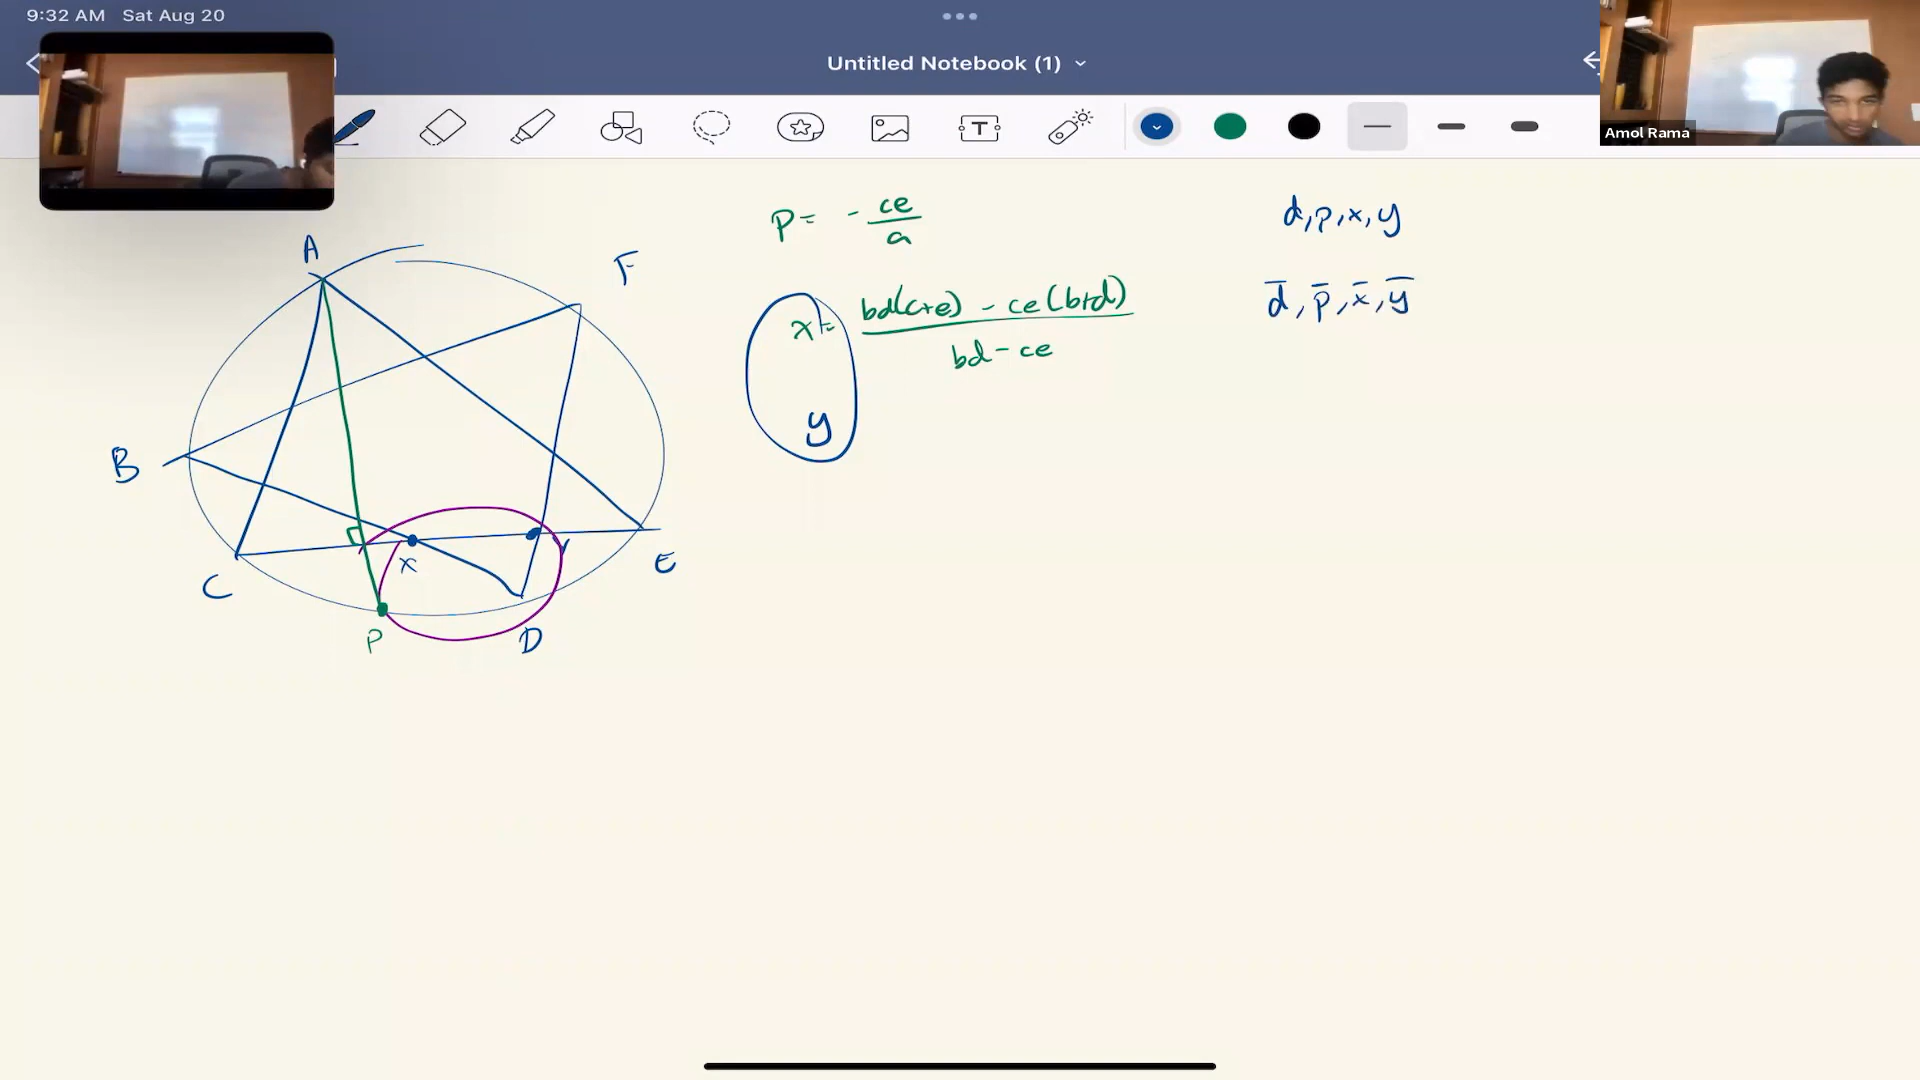 9:32 AM Sat Aug 20
Untitled Notebook (1)
Amol Rama
A
F
B
C
X
Y
E
P
D
p = - ce/a
x = bd(c+e) - ce(b+d) / bd - ce
y
d, p, x, y
d̄, p̄, x̄, ȳ